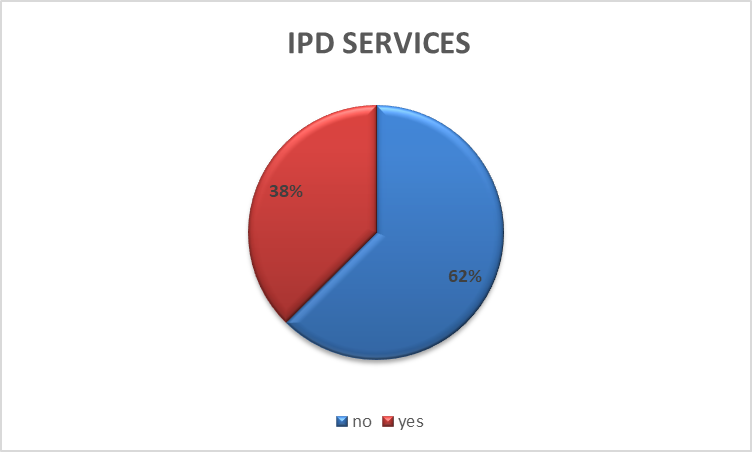 IPD SERVICES
38%
62%
no yes